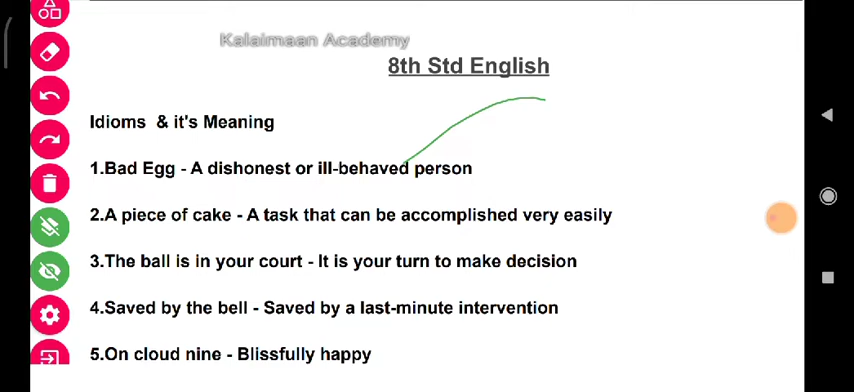 Kalaimaan Academy
8th Std English
Idioms & it's Meaning
1.Bad Egg - A dishonest or ill-behaved person
2.A piece of cake - A task that can be accomplished very easily
3.The ball is in your court - It is your turn to make decision
4.Saved by the bell - Saved by a last-minute intervention
5.On cloud nine - Blissfully happy